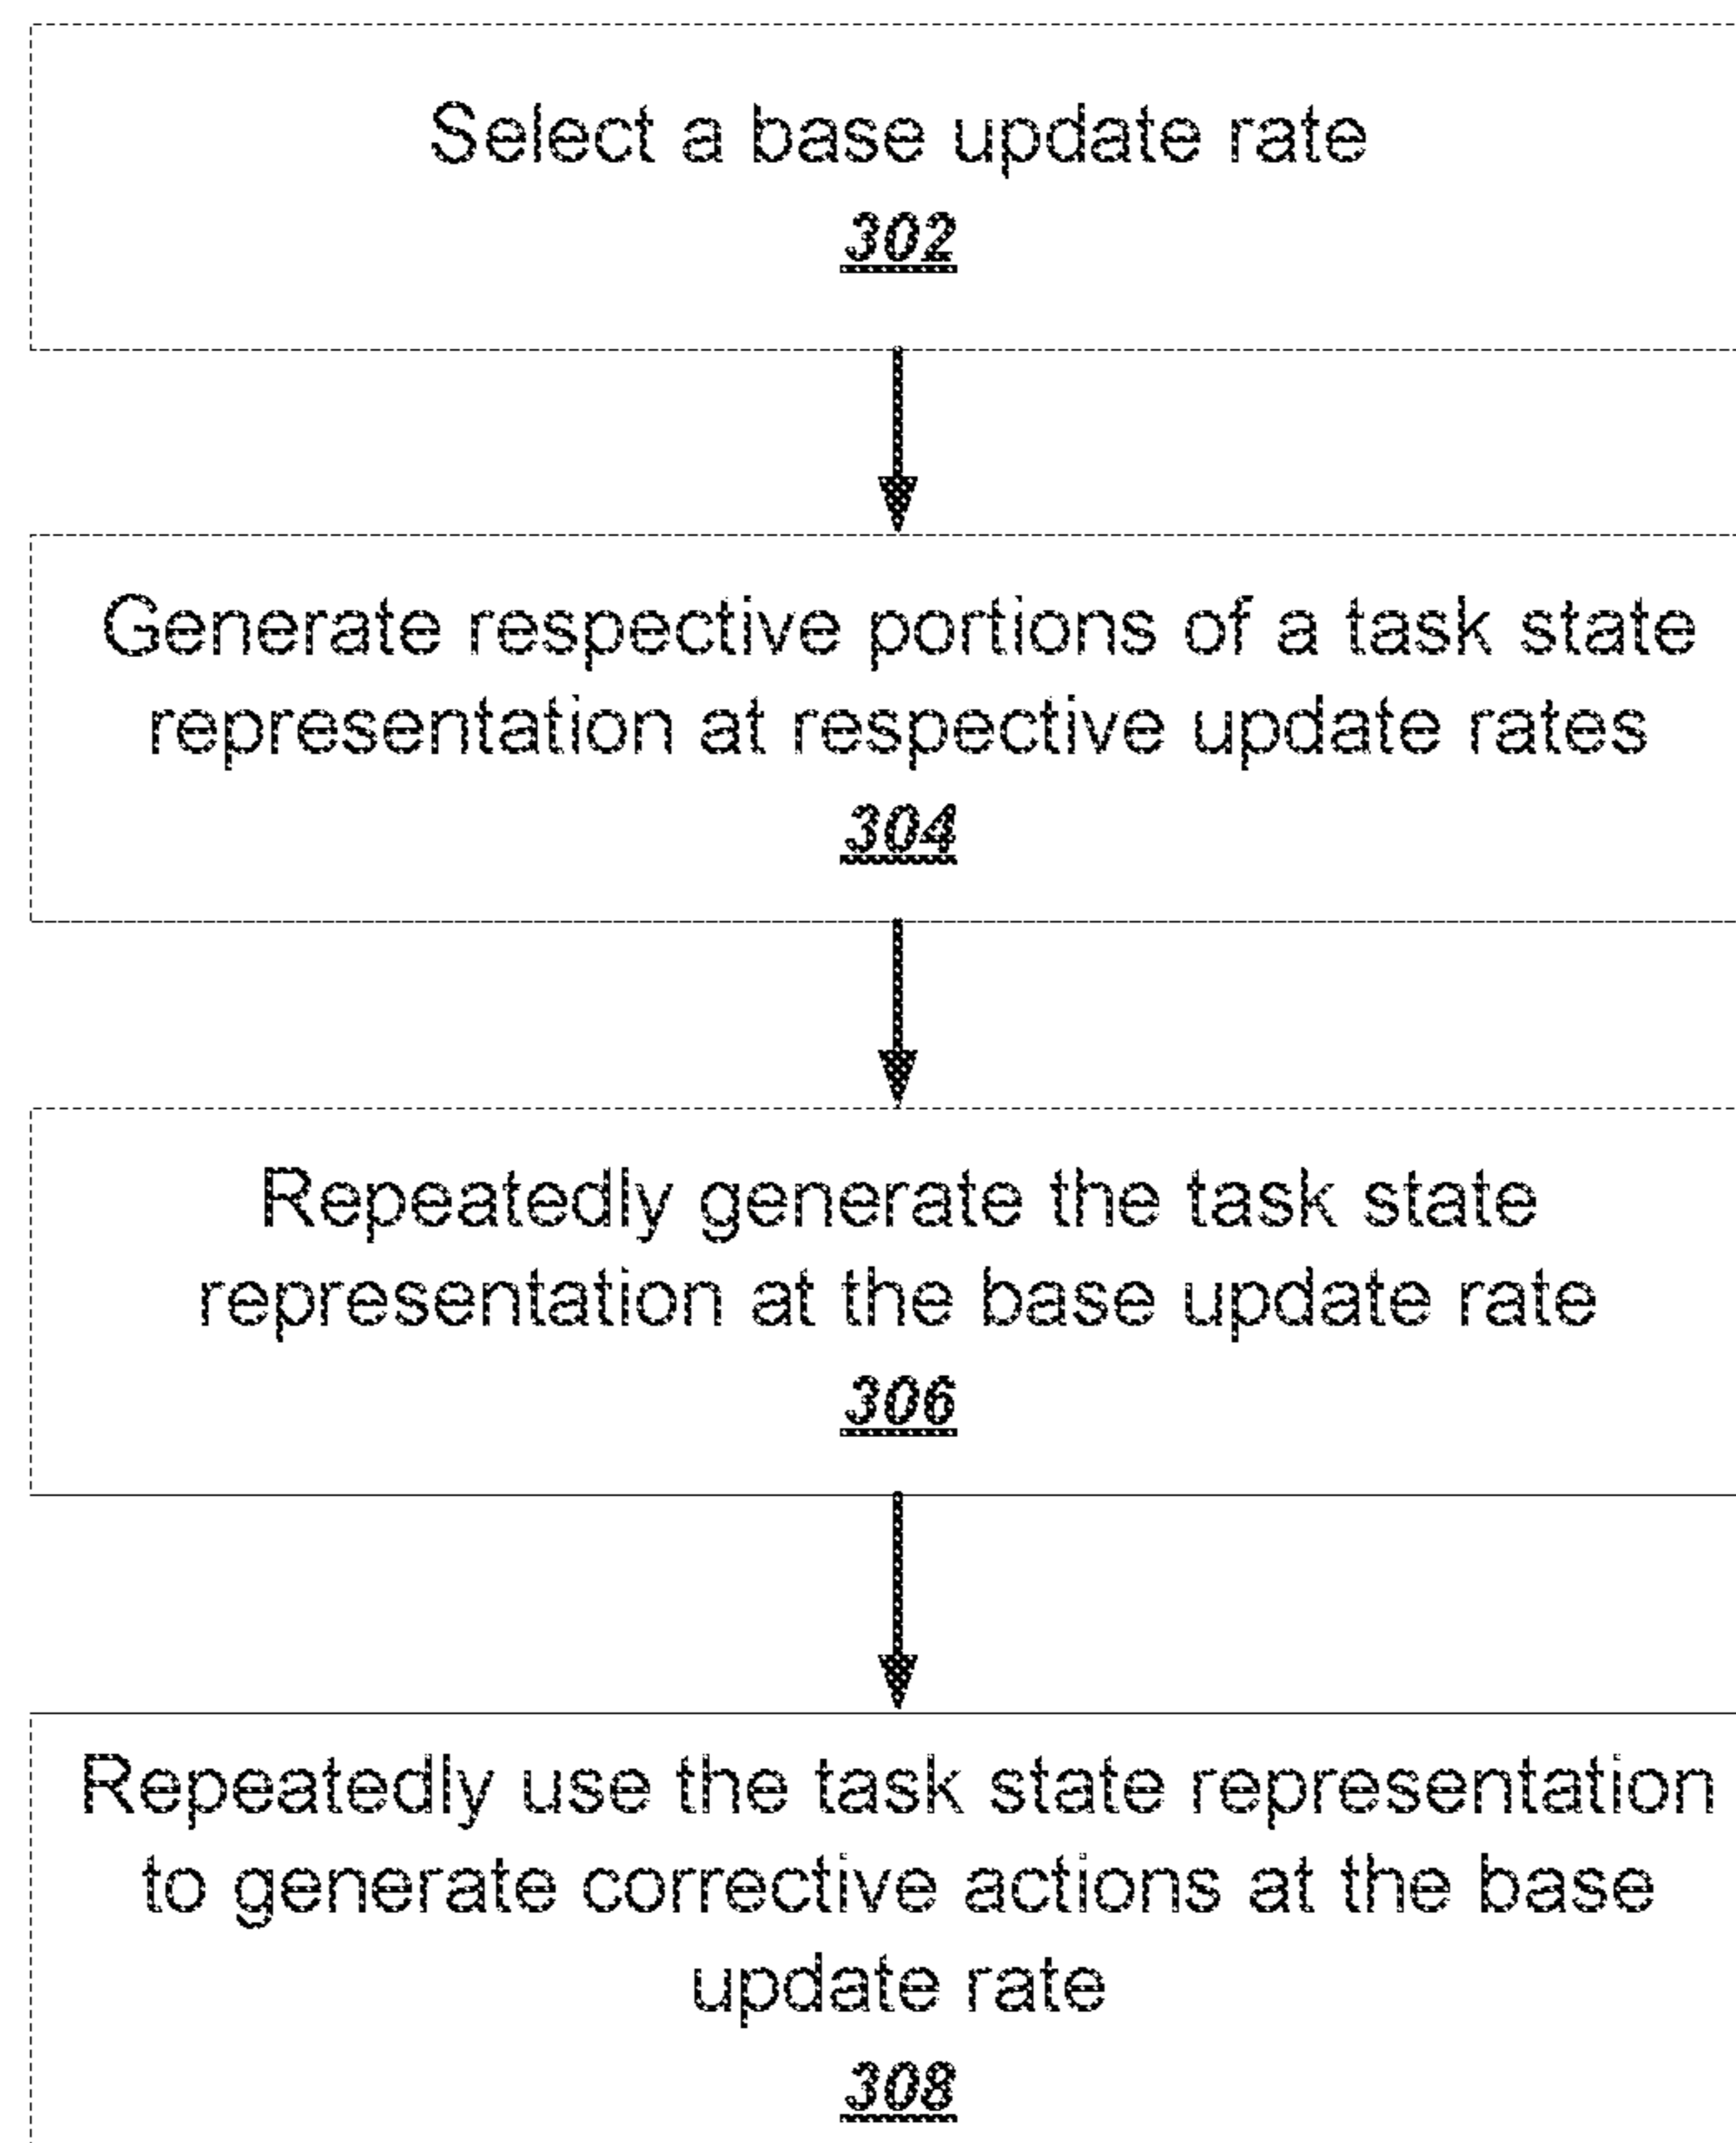 Select a base update rate
302
Generate respective portions of a task state
representation at respective update rates
304
Repeatedly generate the task state
representation at the base update rate
306
Repeatedly use the task state representation
to generate corrective actions at the base
update rate
308